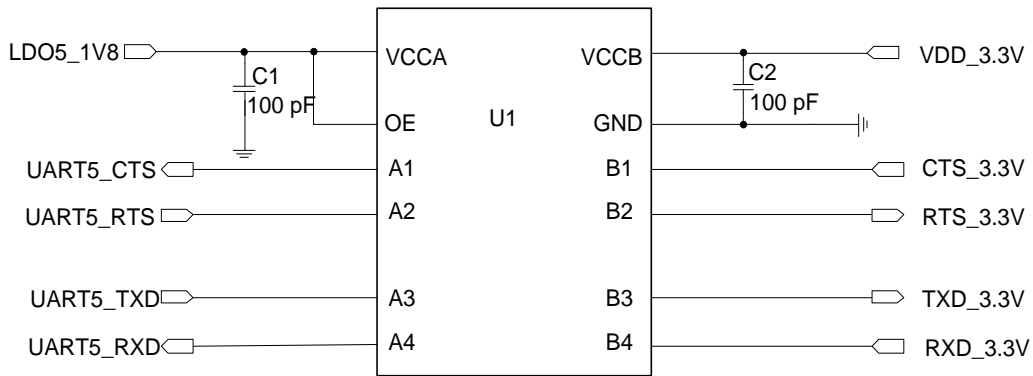 LDO5_1V8
VCCA
VCCB
VDD_3.3V
C1
100 pF
C2
100 pF
OE
U1
GND
UART5_CTS
A1
B1
CTS_3.3V
UART5_RTS
A2
B2
RTS_3.3V
UART5_TXD
A3
B3
TXD_3.3V
UART5_RXD
A4
B4
RXD_3.3V